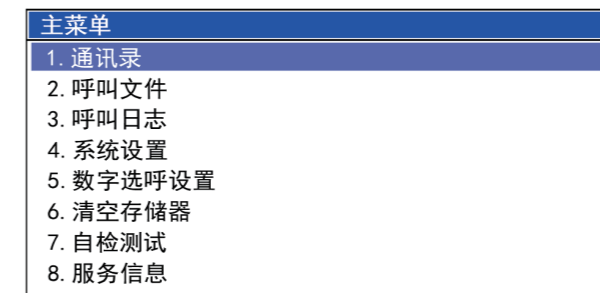 主菜单
1. 通讯录
2. 呼叫文件
3. 呼叫日志
4. 系统设置
5. 数字选呼设置
6. 清空存储器
7. 自检测试
8. 服务信息